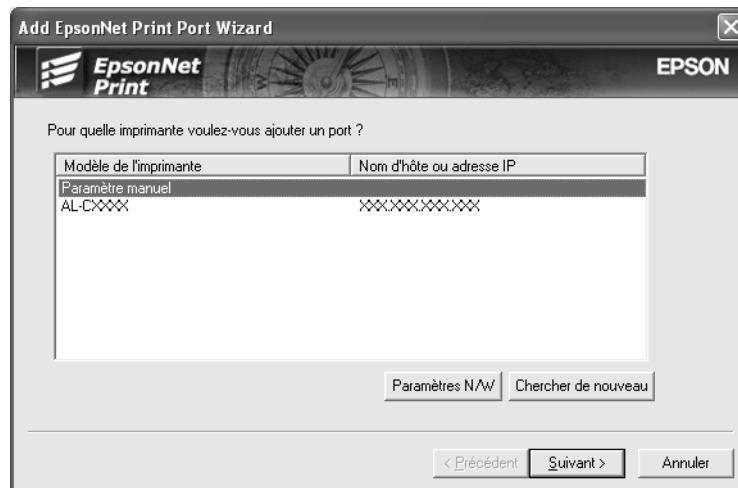 Add EpsonNet Print Port Wizard
EpsonNet
Print
EPSON
Pour quelle imprimante voulez-vous ajouter un port ?
Modèle de l'imprimante Nom d'hôte ou adresse IP
Paramètre manuel
AL-CXXXX XXX.XXX.XXX.XXX
Paramètres N/W Chercher de nouveau
< Précédent Suivant > Annuler